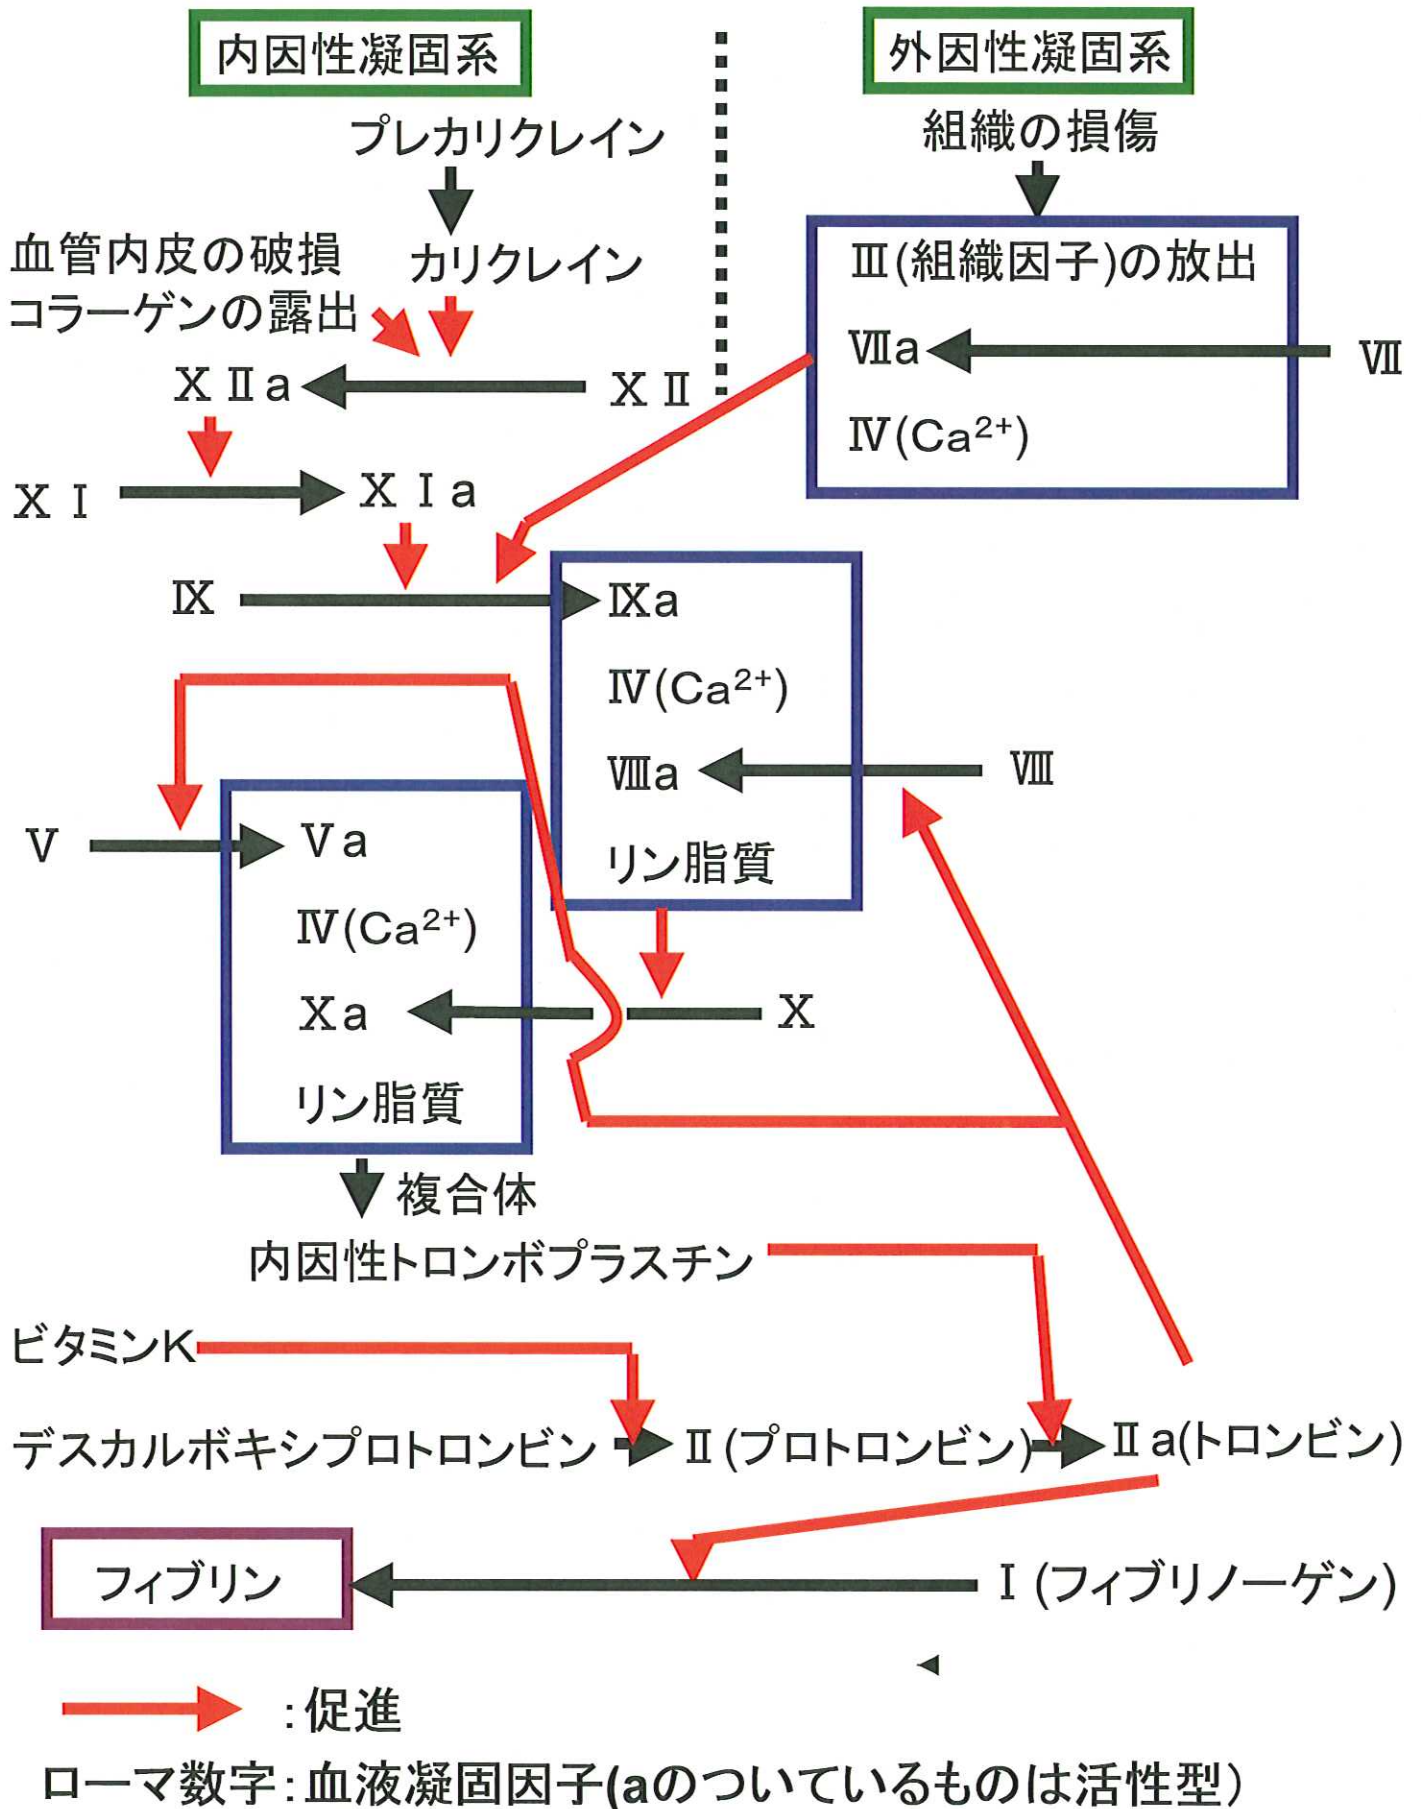 内因性凝固系
外因性凝固系
プレカリクレイン
組織の損傷
血管内皮の破損
コラーゲンの露出
カリクレイン
Ⅲ(組織因子)の放出
Ⅶa
Ⅶ
Ⅳ(Ca²⁺)
ⅩⅡa
ⅩⅡ
ⅩⅠ
ⅩⅠa
Ⅸ
Ⅸa
Ⅳ(Ca²⁺)
Ⅷa
Ⅷ
リン脂質
Ⅴ
Ⅴa
Ⅳ(Ca²⁺)
Ⅹa
Ⅹ
リン脂質
複合体
内因性トロンボプラスチン
ビタミンK
デスカルボキシプロトロンビン
Ⅱ(プロトロンビン)
Ⅱa(トロンビン)
フィブリン
Ⅰ(フィブリノーゲン)
:促進
ローマ数字:血液凝固因子(aのついているものは活性型)